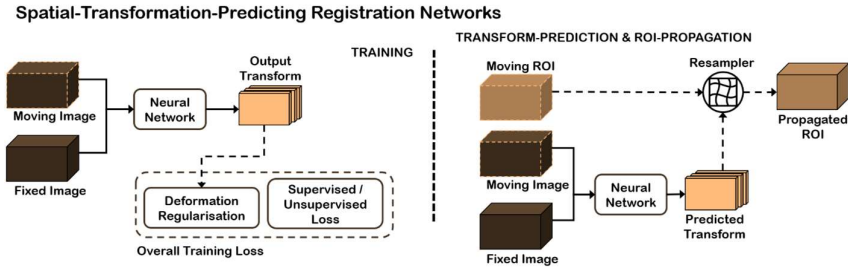 Spatial-Transformation-Predicting Registration Networks
TRAINING
Moving Image
Fixed Image
Neural
Network
Output
Transform
Deformation
Regularisation
Supervised /
Unsupervised
Loss
Overall Training Loss
TRANSFORM-PREDICTION & ROI-PROPAGATION
Moving ROI
Resampler
Propagated
ROI
Moving Image
Fixed Image
Neural
Network
Predicted
Transform